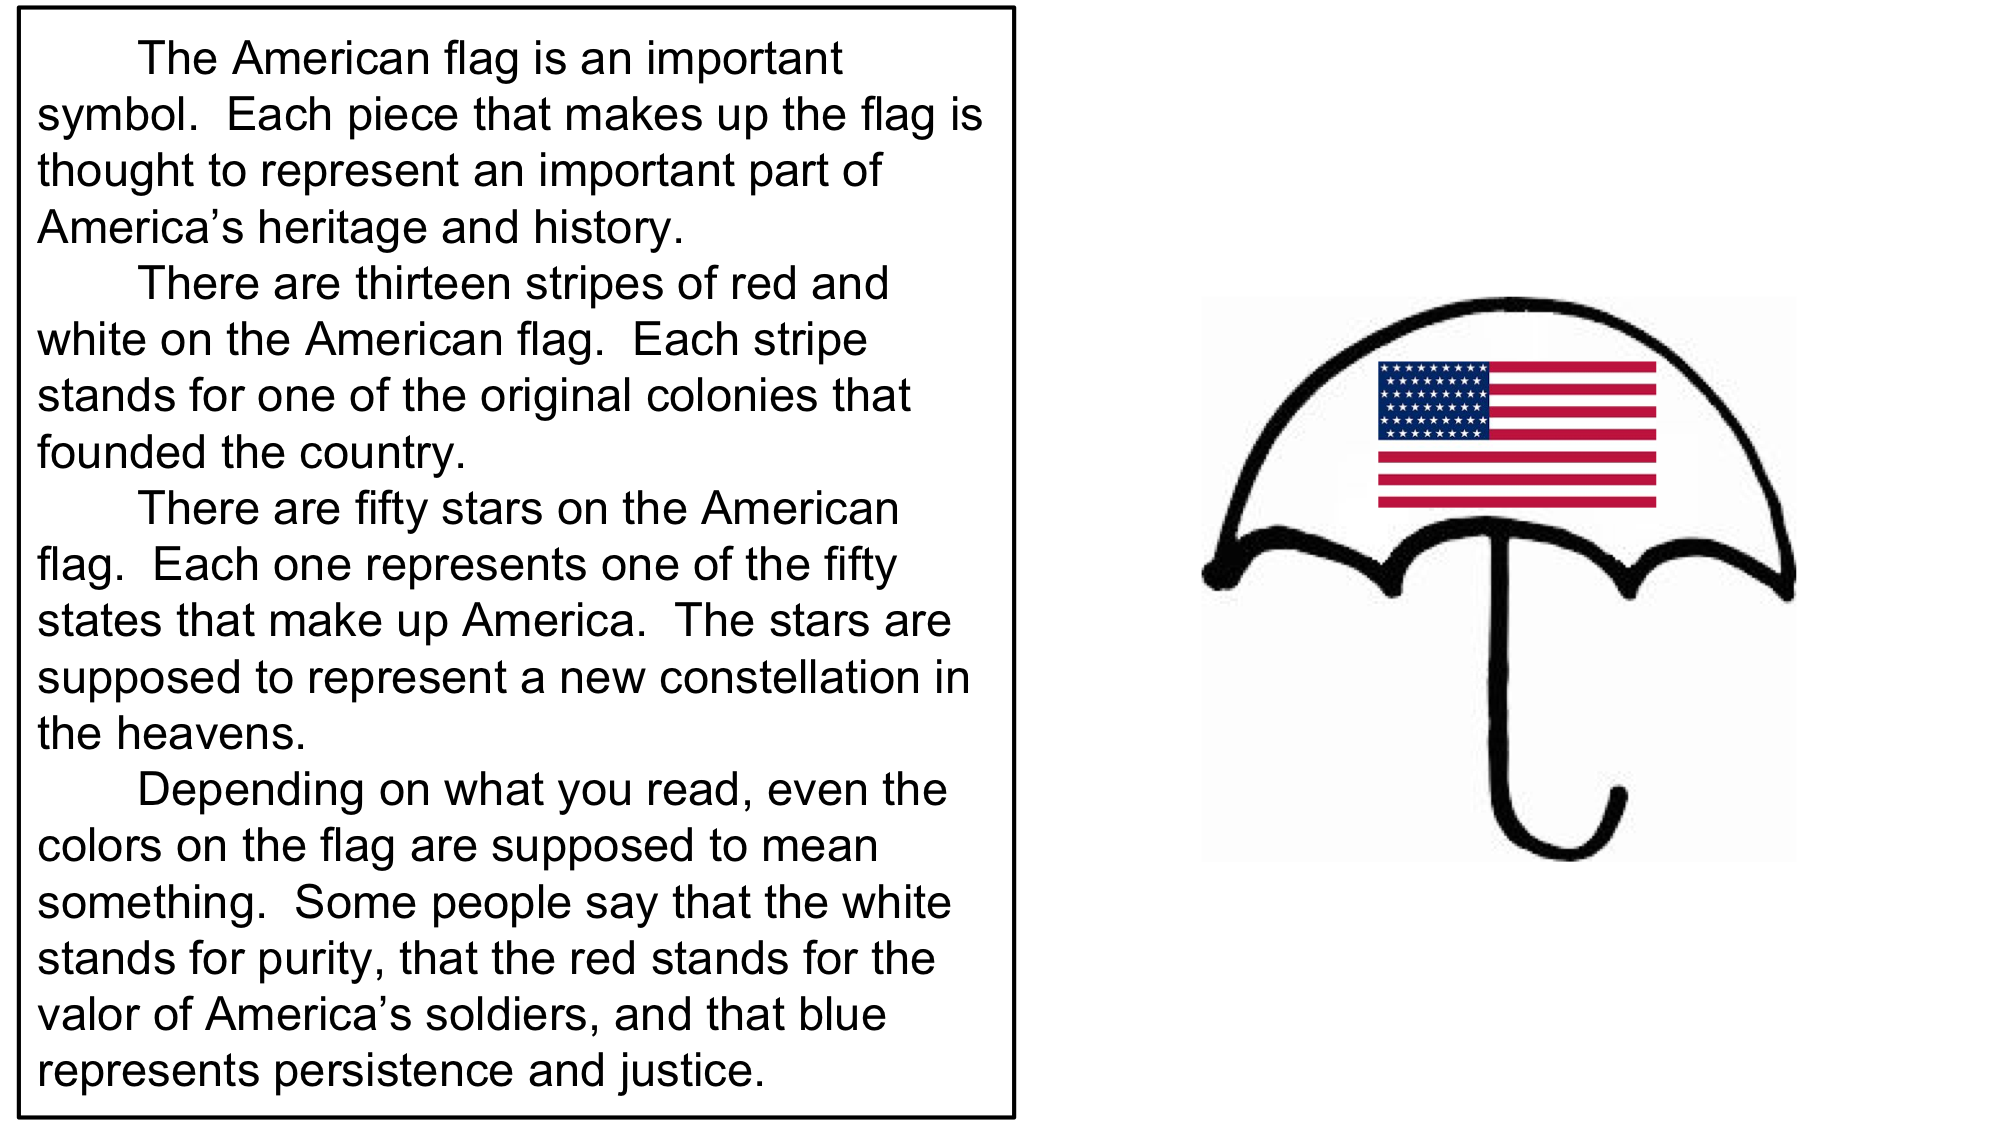 The American flag is an important
symbol.  Each piece that makes up the flag is
thought to represent an important part of
America’s heritage and history.
There are thirteen stripes of red and
white on the American flag.  Each stripe
stands for one of the original colonies that
founded the country.
There are fifty stars on the American
flag.  Each one represents one of the fifty
states that make up America.  The stars are
supposed to represent a new constellation in
the heavens.
Depending on what you read, even the
colors on the flag are supposed to mean
something.  Some people say that the white
stands for purity, that the red stands for the
valor of America’s soldiers, and that blue
represents persistence and justice.